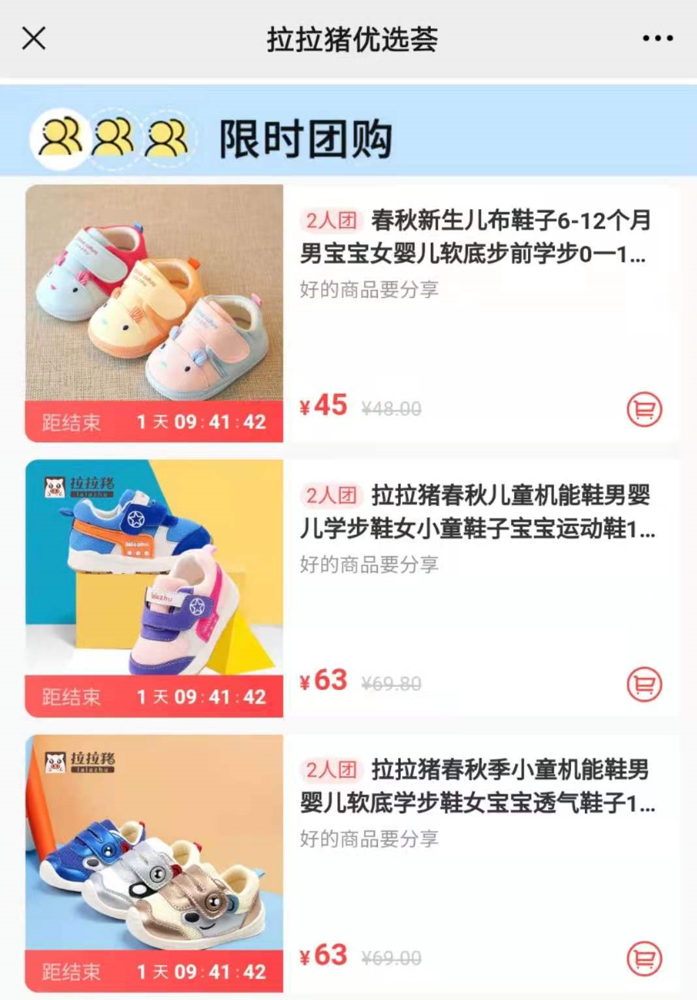 拉拉猪优选荟
限时团购
2人团 春秋新生儿布鞋子6-12个月
男宝宝女婴儿软底步前学步0一1...
好的商品要分享
¥45 ¥48.00
距结束 1 天 09:41:42
拉拉猪
lalazhu
lalazhu
lalazhu
2人团 拉拉猪春秋儿童机能鞋男婴
儿学步鞋女小童鞋子宝宝运动鞋1...
好的商品要分享
¥63 ¥69.80
距结束 1 天 09:41:42
拉拉猪
lalazhu
2人团 拉拉猪春秋季小童机能鞋男
婴儿软底学步鞋女宝宝透气鞋子1...
好的商品要分享
¥63 ¥69.00
距结束 1 天 09:41:42